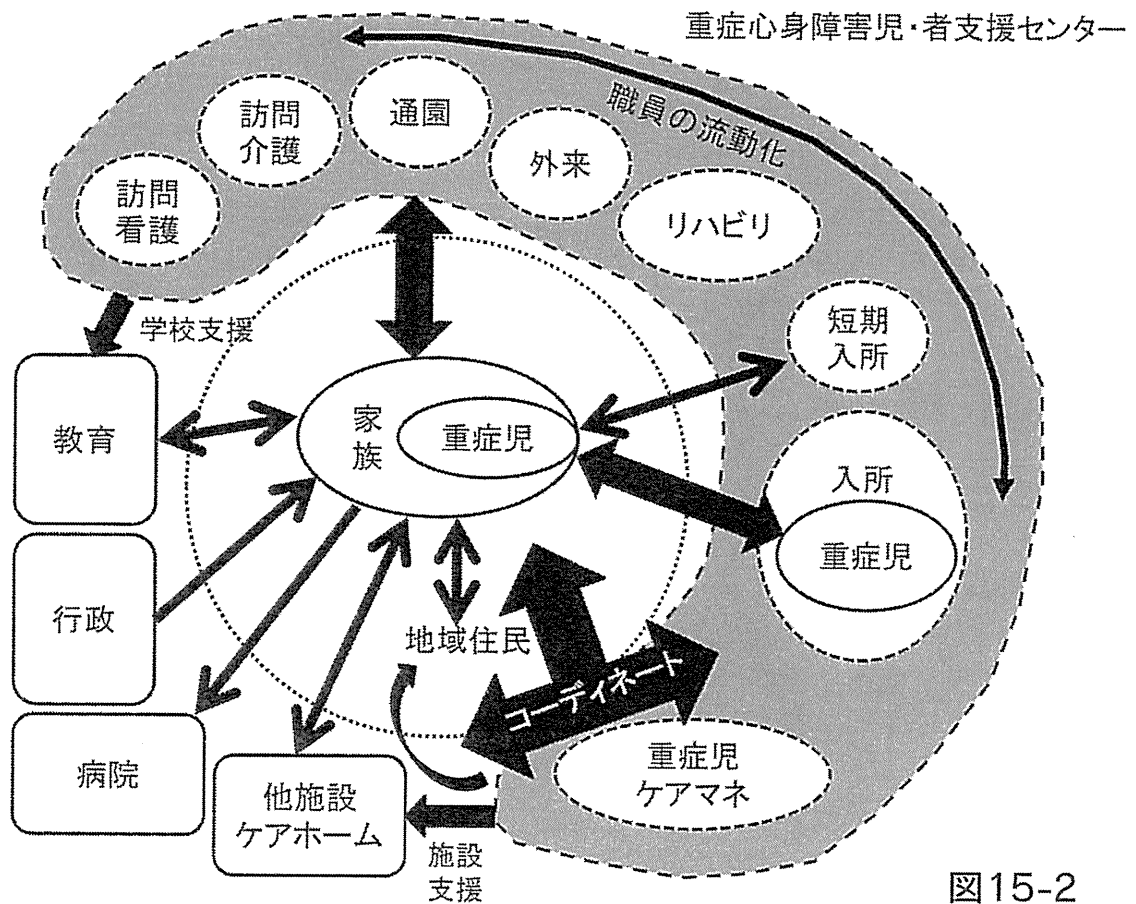 重症心身障害児・者支援センター
職員の流動化
訪問
看護
訪問
介護
通園
外来
リハビリ
短期
入所
入所
重症児
学校支援
教育
家族
重症児
行政
地域住民
病院
コーディネート
重症児
ケアマネ
他施設
ケアホーム
施設
支援
図15-2